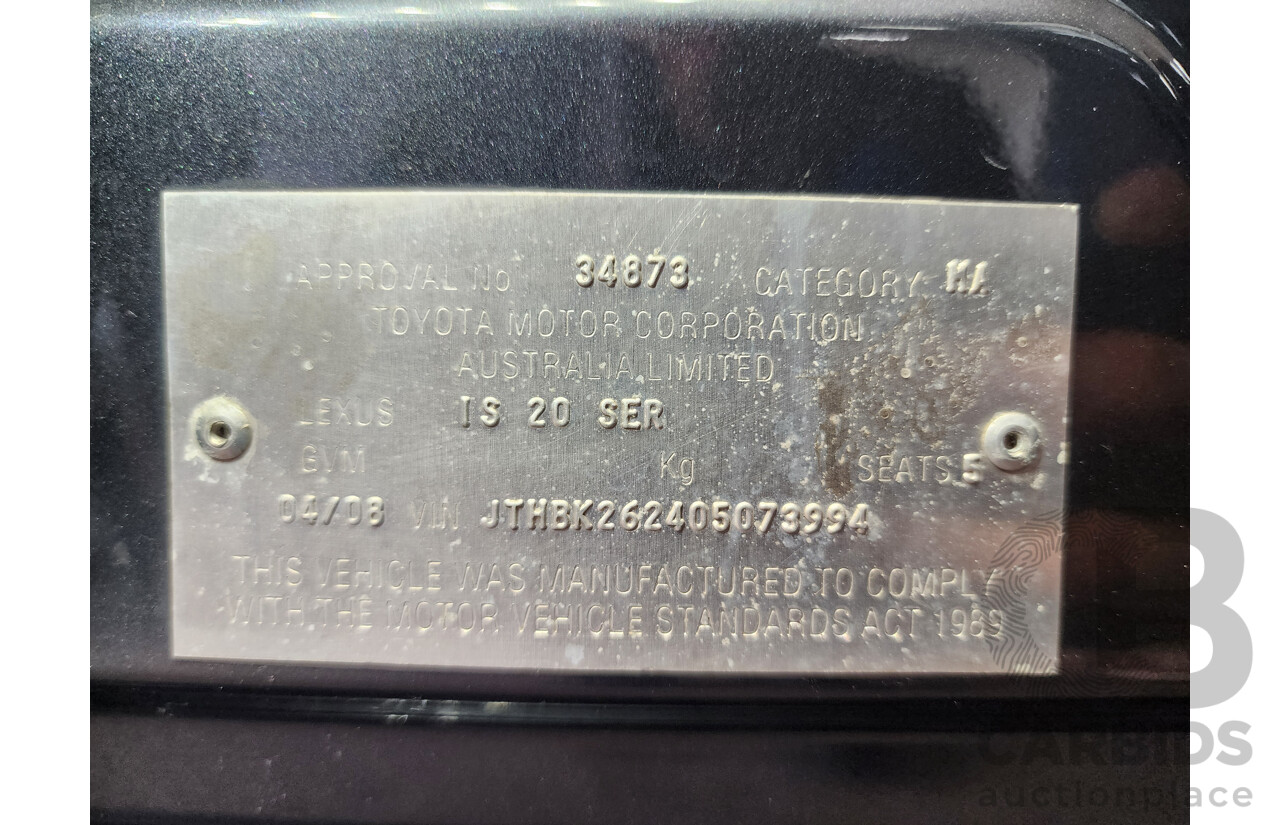 APPROVAL No 34873 CATEGORY MA
TOYOTA MOTOR CORPORATION
AUSTRALIA LIMITED
LEXUS IS 20 SER
GVM Kg SEATS 5
04/08 VIN JTHBK262405073994
THIS VEHICLE WAS MANUFACTURED TO COMPLY
WITH THE MOTOR VEHICLE STANDARDS ACT 1989
CB
CARBIDS
auctionplace